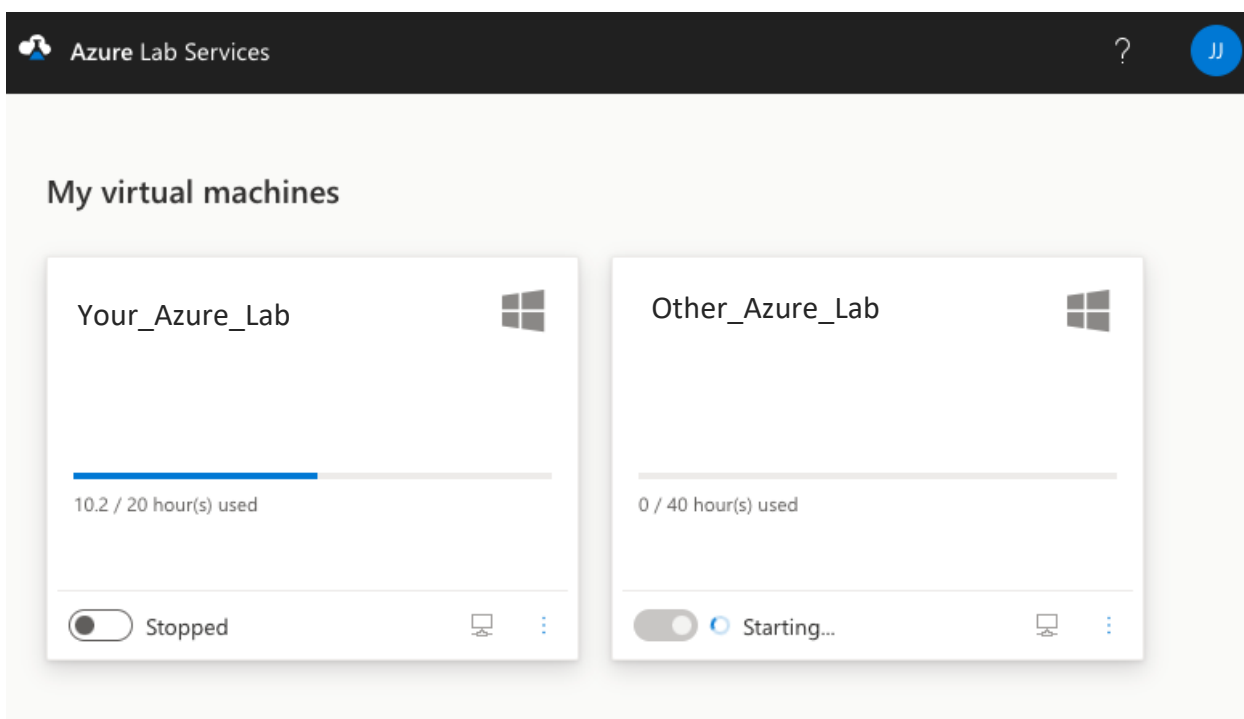 Azure Lab Services
?
JJ
My virtual machines
Your_Azure_Lab
10.2 / 20 hour(s) used
Stopped
Other_Azure_Lab
0 / 40 hour(s) used
Starting...